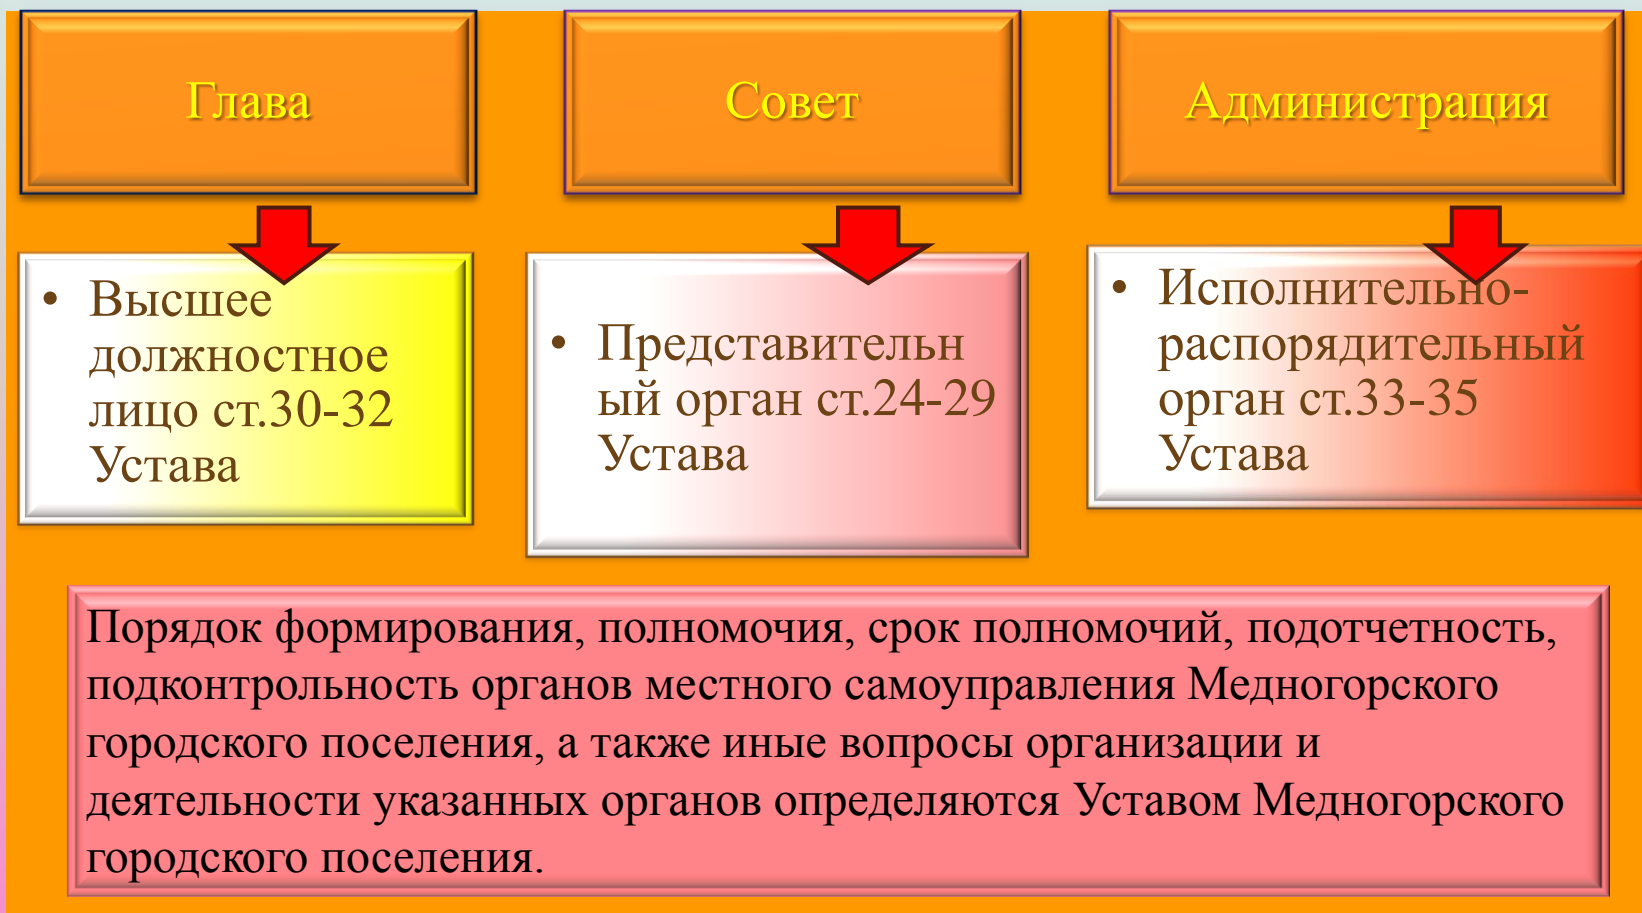 Глава
Совет
Администрация
• Высшее
должностное
лицо ст.30-32
Устава
• Представительн
ый орган ст.24-29
Устава
• Исполнительно-
распорядительный
орган ст.33-35
Устава
Порядок формирования, полномочия, срок полномочий, подотчетность,
подконтрольность органов местного самоуправления Медногорского
городского поселения, а также иные вопросы организации и
деятельности указанных органов определяются Уставом Медногорского
городского поселения.